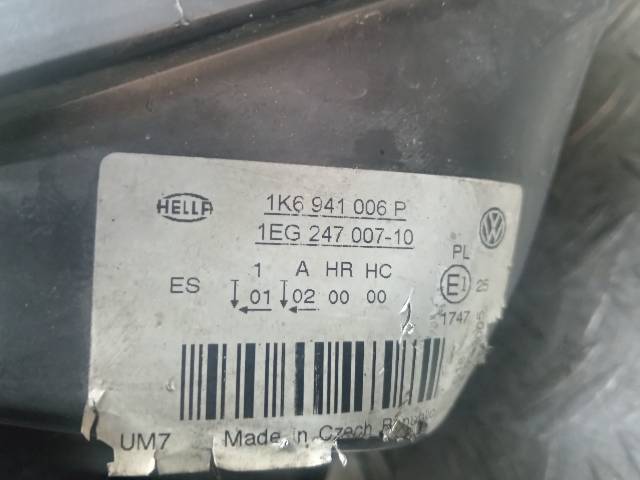 HELLA
1K6 941 006 P
1EG 247 007-10
1 A HR HC
PL
ES 01 02 00 00
E1 25
1747
UM7 Made in Czech Republic